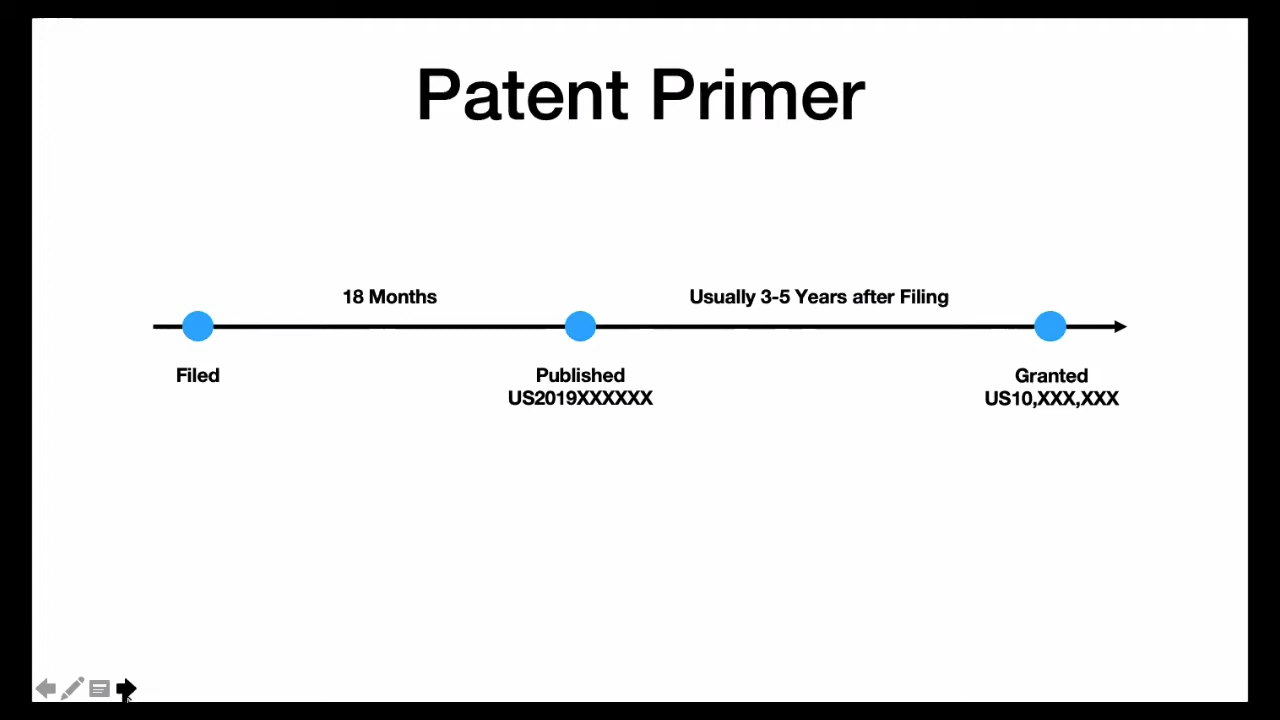 Patent Primer
18 Months
Usually 3-5 Years after Filing
Filed
Published
US2019XXXXXX
Granted
US10,XXX,XXX